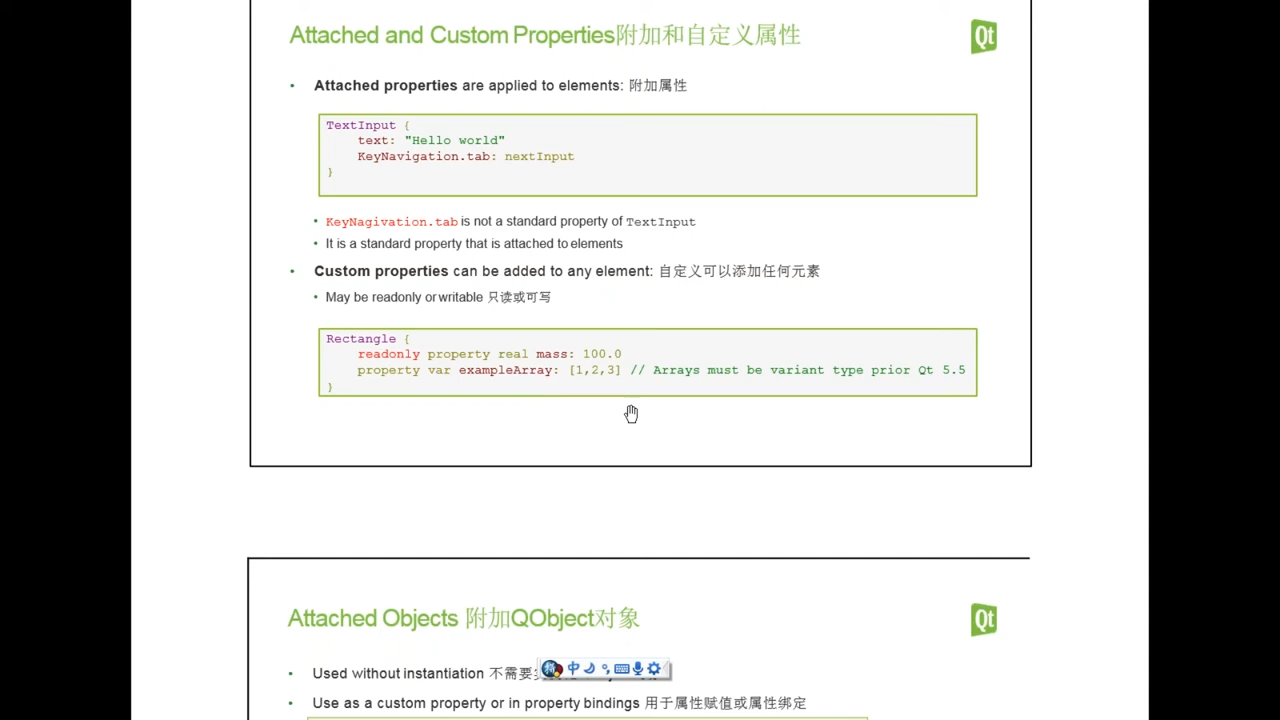 Attached and Custom Properties附加和自定义属性
Qt
• Attached properties are applied to elements: 附加属性
TextInput {
text: "Hello world"
KeyNavigation.tab: nextInput
}
• KeyNagivation.tab is not a standard property of TextInput
• It is a standard property that is attached to elements
• Custom properties can be added to any element: 自定义可以添加任何元素
• May be readonly or writable 只读或可写
Rectangle {
readonly property real mass: 100.0
property var exampleArray: [1,2,3] // Arrays must be variant type prior Qt 5.5
}
Attached Objects 附加QObject对象
Qt
• Used without instantiation 不需要
中
• Use as a custom property or in property bindings 用于属性赋值或属性绑定